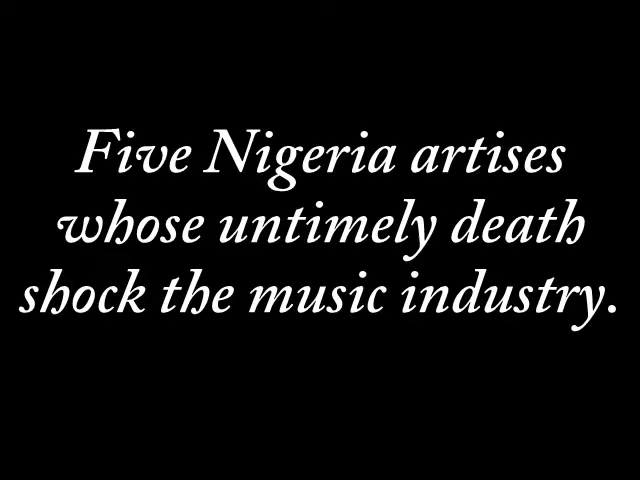 Five Nigeria artises
whose untimely death
shock the music industry.